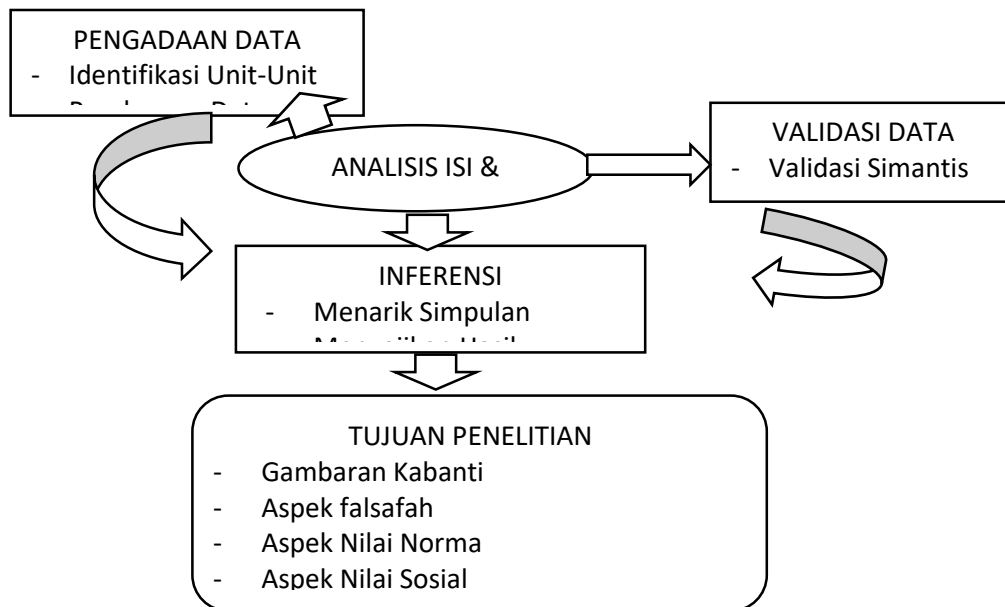 PENGADAAN DATA
- Identifikasi Unit-Unit
ANALISIS ISI &
VALIDASI DATA
- Validasi Simantis
INFERENSI
- Menarik Simpulan
TUJUAN PENELITIAN
- Gambaran Kabanti
- Aspek falsafah
- Aspek Nilai Norma
- Aspek Nilai Sosial